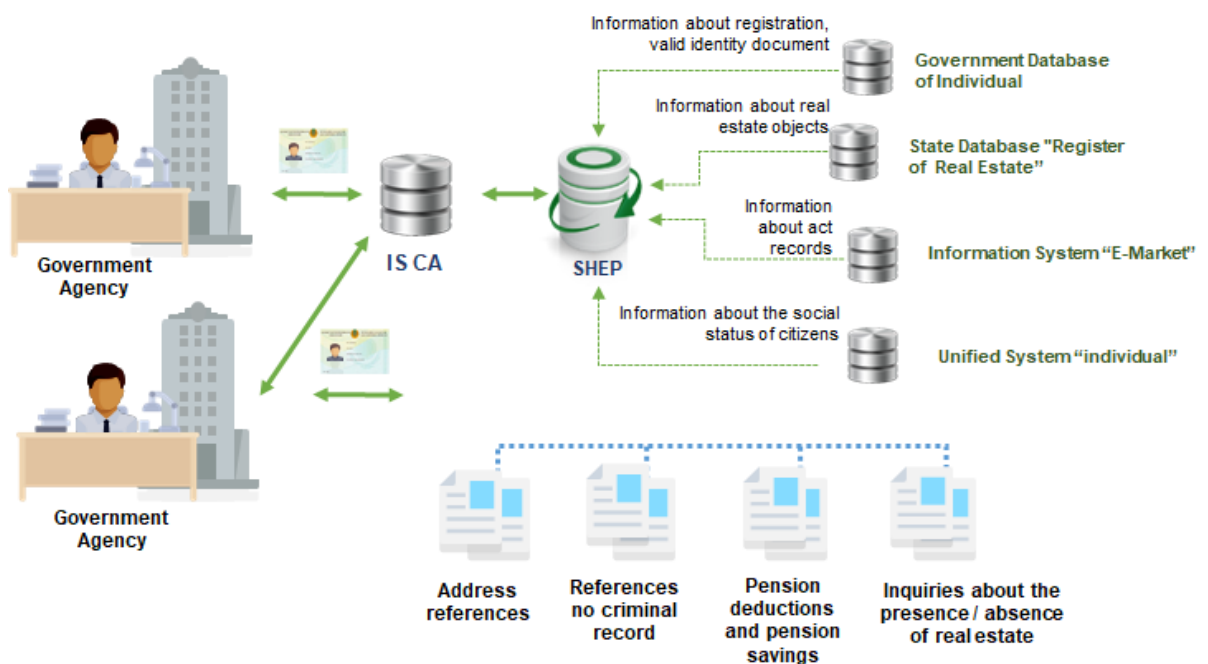 Information about registration,
valid identity document
Government Database
of Individual
Information about real
estate objects
State Database "Register
of Real Estate”
Information
about act
records
Information System “E-Market”
Government
Agency
IS CA
SHEP
Information about the social
status of citizens
Unified System “individual”
Government
Agency
Address
references
References
no criminal
record
Pension
deductions
and pension
savings
Inquiries about the
presence / absence
of real estate